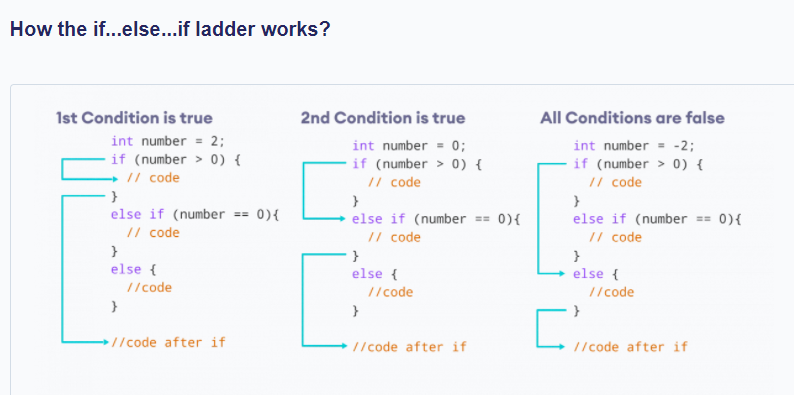 How the if...else...if ladder works?
1st Condition is true
int number = 2;
if (number > 0) {
// code
}
else if (number == 0){
// code
}
else {
//code
}
//code after if
2nd Condition is true
int number = 0;
if (number > 0) {
// code
}
else if (number == 0){
// code
}
else {
//code
}
//code after if
All Conditions are false
int number = -2;
if (number > 0) {
// code
}
else if (number == 0){
// code
}
else {
//code
}
//code after if